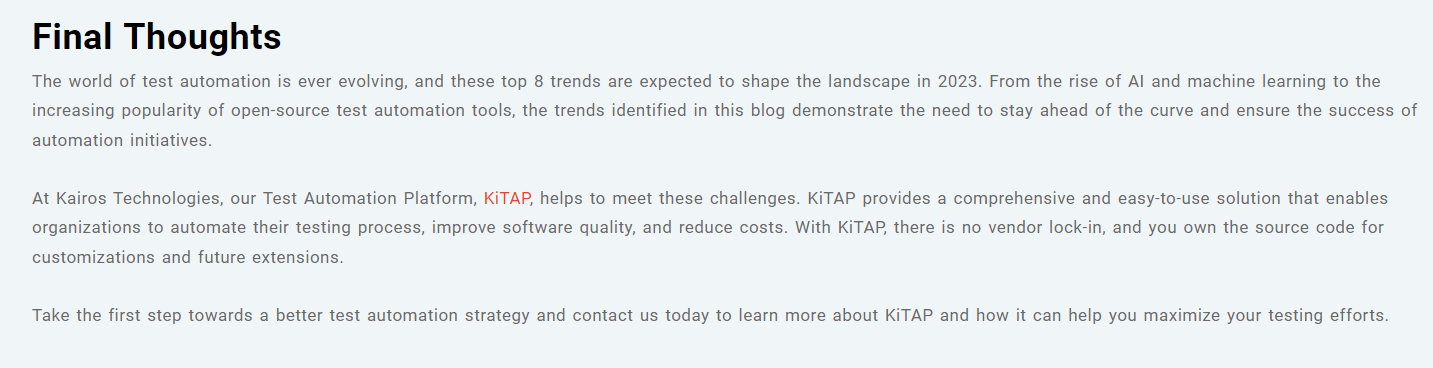 Final Thoughts
The world of test automation is ever evolving, and these top 8 trends are expected to shape the landscape in 2023. From the rise of AI and machine learning to the
increasing popularity of open-source test automation tools, the trends identified in this blog demonstrate the need to stay ahead of the curve and ensure the success of
automation initiatives.
At Kairos Technologies, our Test Automation Platform, KiTAP, helps to meet these challenges. KiTAP provides a comprehensive and easy-to-use solution that enables
organizations to automate their testing process, improve software quality, and reduce costs. With KiTAP, there is no vendor lock-in, and you own the source code for
customizations and future extensions.
Take the first step towards a better test automation strategy and contact us today to learn more about KiTAP and how it can help you maximize your testing efforts.